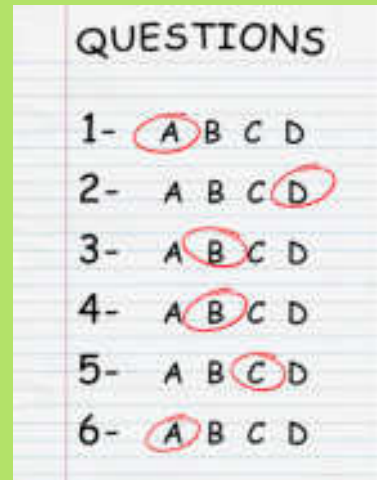 QUESTIONS
1- A B C D
2- A B C D
3- A B C D
4- A B C D
5- A B C D
6- A B C D